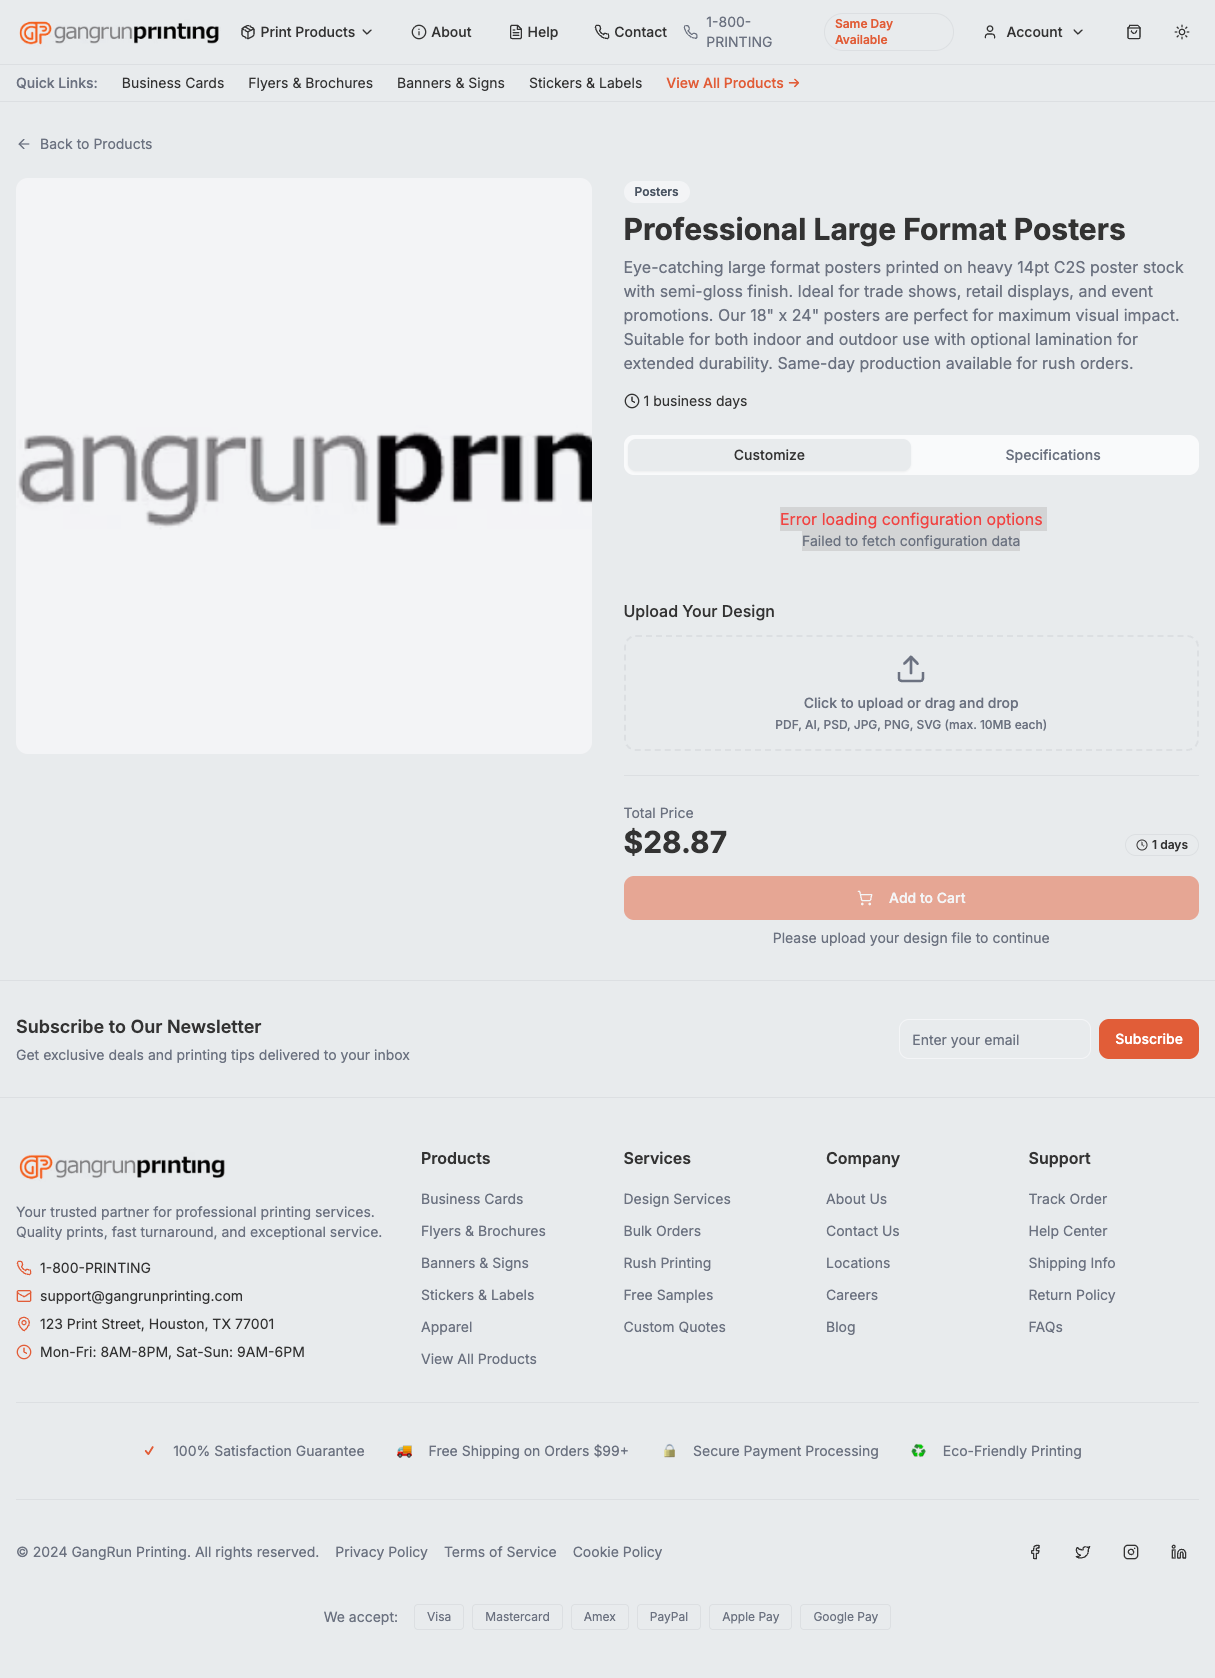 gangrunprinting
Print Products
About
Help
Contact
1-800-
PRINTING
Same Day
Available
Account
Quick Links:
Business Cards
Flyers & Brochures
Banners & Signs
Stickers & Labels
View All Products →
Back to Products
angrunprin
Posters
Professional Large Format Posters
Eye-catching large format posters printed on heavy 14pt C2S poster stock
with semi-gloss finish. Ideal for trade shows, retail displays, and event
promotions. Our 18" x 24" posters are perfect for maximum visual impact.
Suitable for both indoor and outdoor use with optional lamination for
extended durability. Same-day production available for rush orders.
1 business days
Customize
Specifications
Error loading configuration options
Failed to fetch configuration data
Upload Your Design
Click to upload or drag and drop
PDF, AI, PSD, JPG, PNG, SVG (max. 10MB each)
Total Price
$28.87
1 days
Add to Cart
Please upload your design file to continue
Subscribe to Our Newsletter
Get exclusive deals and printing tips delivered to your inbox
Enter your email
Subscribe
gangrunprinting
Your trusted partner for professional printing services.
Quality prints, fast turnaround, and exceptional service.
1-800-PRINTING
support@gangrunprinting.com
123 Print Street, Houston, TX 77001
Mon-Fri: 8AM-8PM, Sat-Sun: 9AM-6PM
Products
Business Cards
Flyers & Brochures
Banners & Signs
Stickers & Labels
Apparel
View All Products
Services
Design Services
Bulk Orders
Rush Printing
Free Samples
Custom Quotes
Company
About Us
Contact Us
Locations
Careers
Blog
Support
Track Order
Help Center
Shipping Info
Return Policy
FAQs
✓ 100% Satisfaction Guarantee
🚚 Free Shipping on Orders $99+
🔒 Secure Payment Processing
♻️ Eco-Friendly Printing
© 2024 GangRun Printing. All rights reserved.
Privacy Policy
Terms of Service
Cookie Policy
We accept:
Visa
Mastercard
Amex
PayPal
Apple Pay
Google Pay